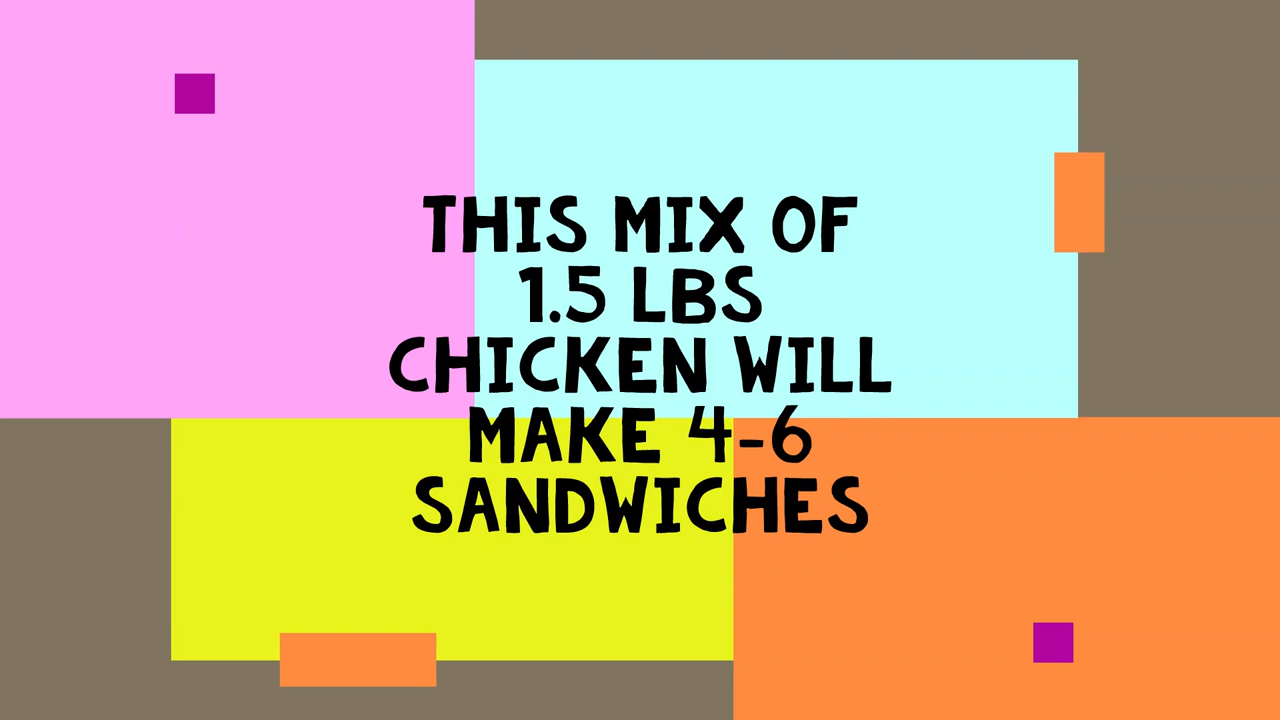 THIS MIX OF
1.5 LBS
CHICKEN WILL
MAKE 4-6
SANDWICHES